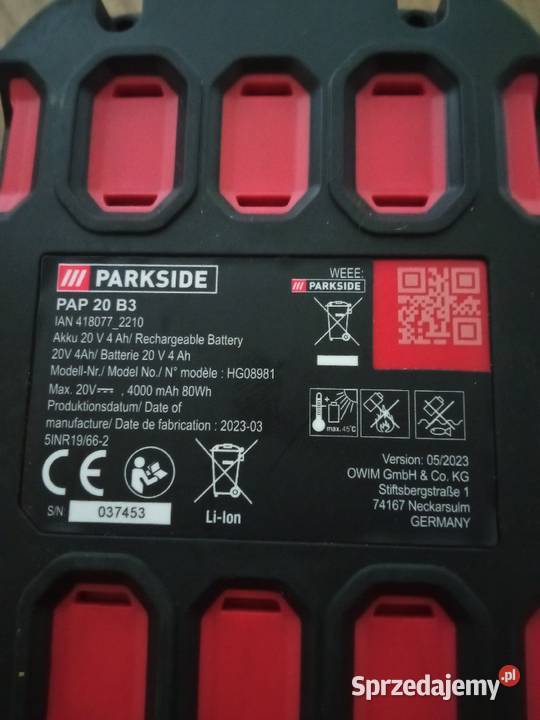 /// PARKSIDE
PAP 20 B3
IAN 418077_2210
Akku 20 V 4 Ah/ Rechargeable Battery
20V 4Ah/ Batterie 20 V 4 Ah
Modell-Nr./ Model No./ N° modèle : HG08981
Max. 20V⎓ , 4000 mAh 80Wh
Produktionsdatum/ Date of
manufacture/ Date de fabrication : 2023-03
5INR19/66-2
CE
S/N 037453
Li-Ion
WEEE:
/// PARKSIDE
max.45°C
Version: 05/2023
OWIM GmbH & Co. KG
Stiftsbergstraße 1
74167 Neckarsulm
GERMANY
Sprzedajemy.pl